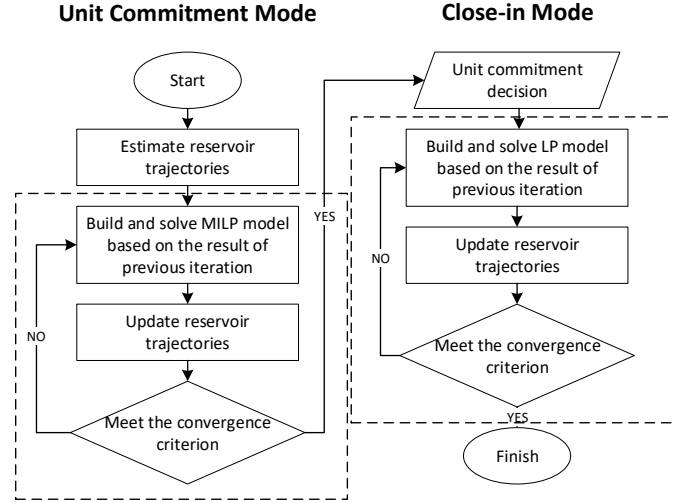 Unit Commitment Mode
Start
Estimate reservoir
trajectories
Build and solve MILP model
based on the result of
previous iteration
Update reservoir
trajectories
Meet the convergence
criterion
NO
YES
Close-in Mode
Unit commitment
decision
Build and solve LP model
based on the result of
previous iteration
Update reservoir
trajectories
Meet the convergence
criterion
NO
YES
Finish